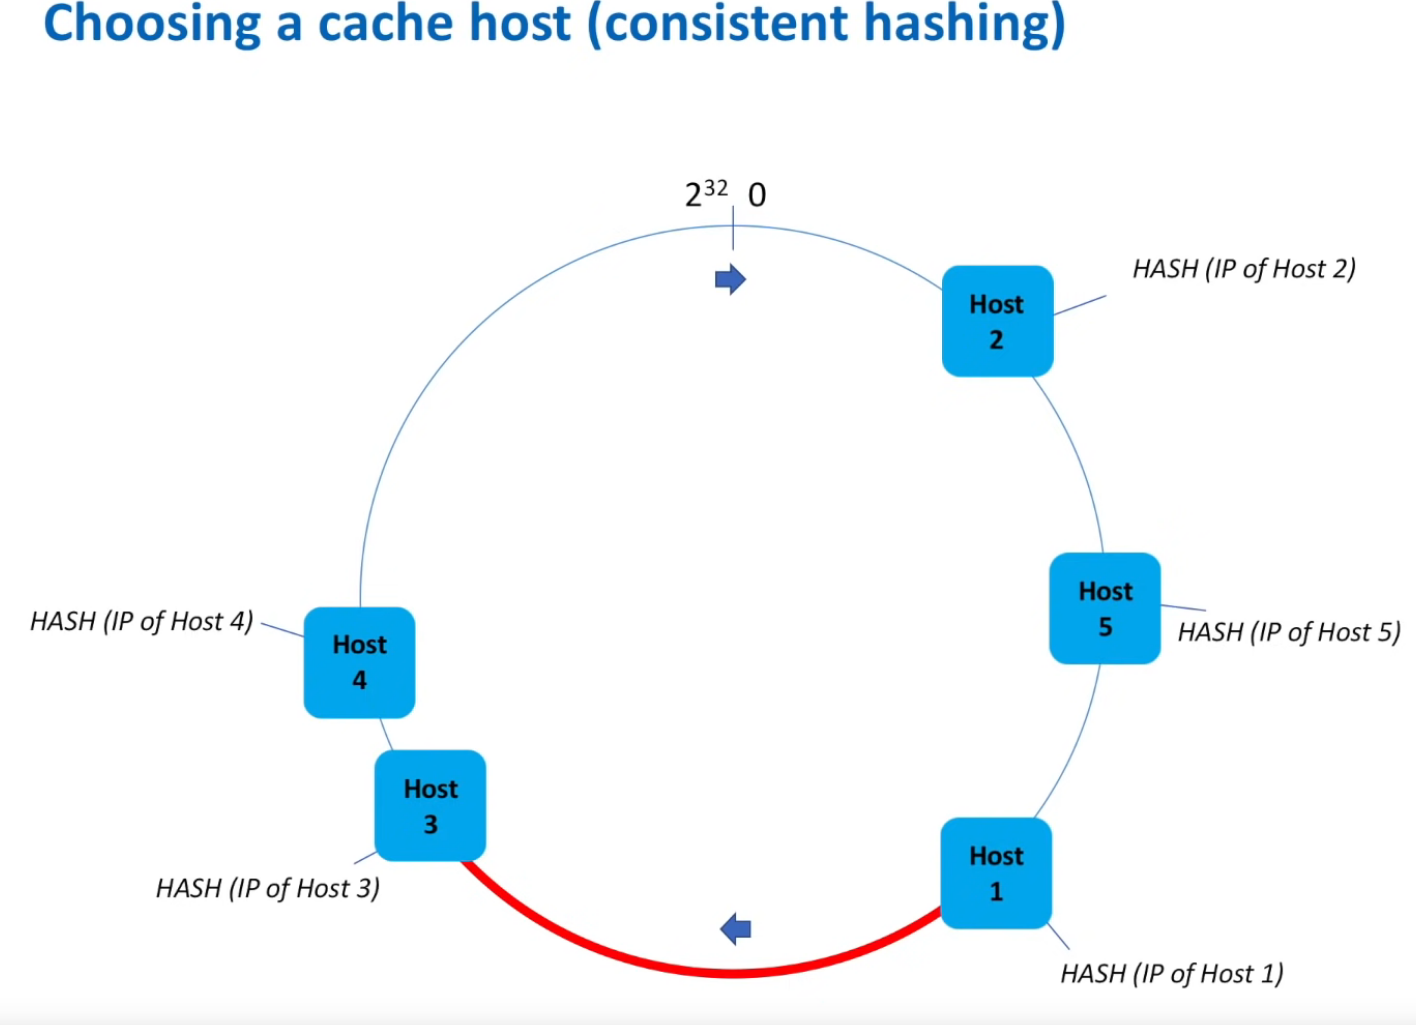 Choosing a cache host (consistent hashing)
2³² 0
HASH (IP of Host 2)
Host
2
Host
5
HASH (IP of Host 5)
HASH (IP of Host 4)
Host
4
Host
3
HASH (IP of Host 3)
Host
1
HASH (IP of Host 1)